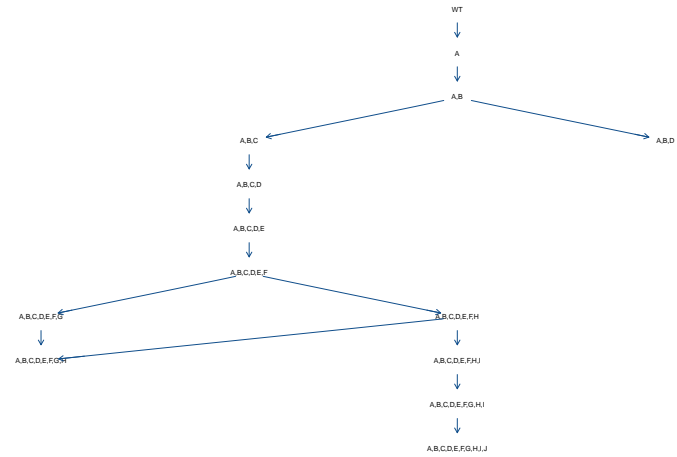 WT
A
A,B
A,B,C
A,B,D
A,B,C,D
A,B,C,D,E
A,B,C,D,E,F
A,B,C,D,E,F,G
A,B,C,D,E,F,H
A,B,C,D,E,F,G,H
A,B,C,D,E,F,H,I
A,B,C,D,E,F,G,H,I
A,B,C,D,E,F,G,H,I,J